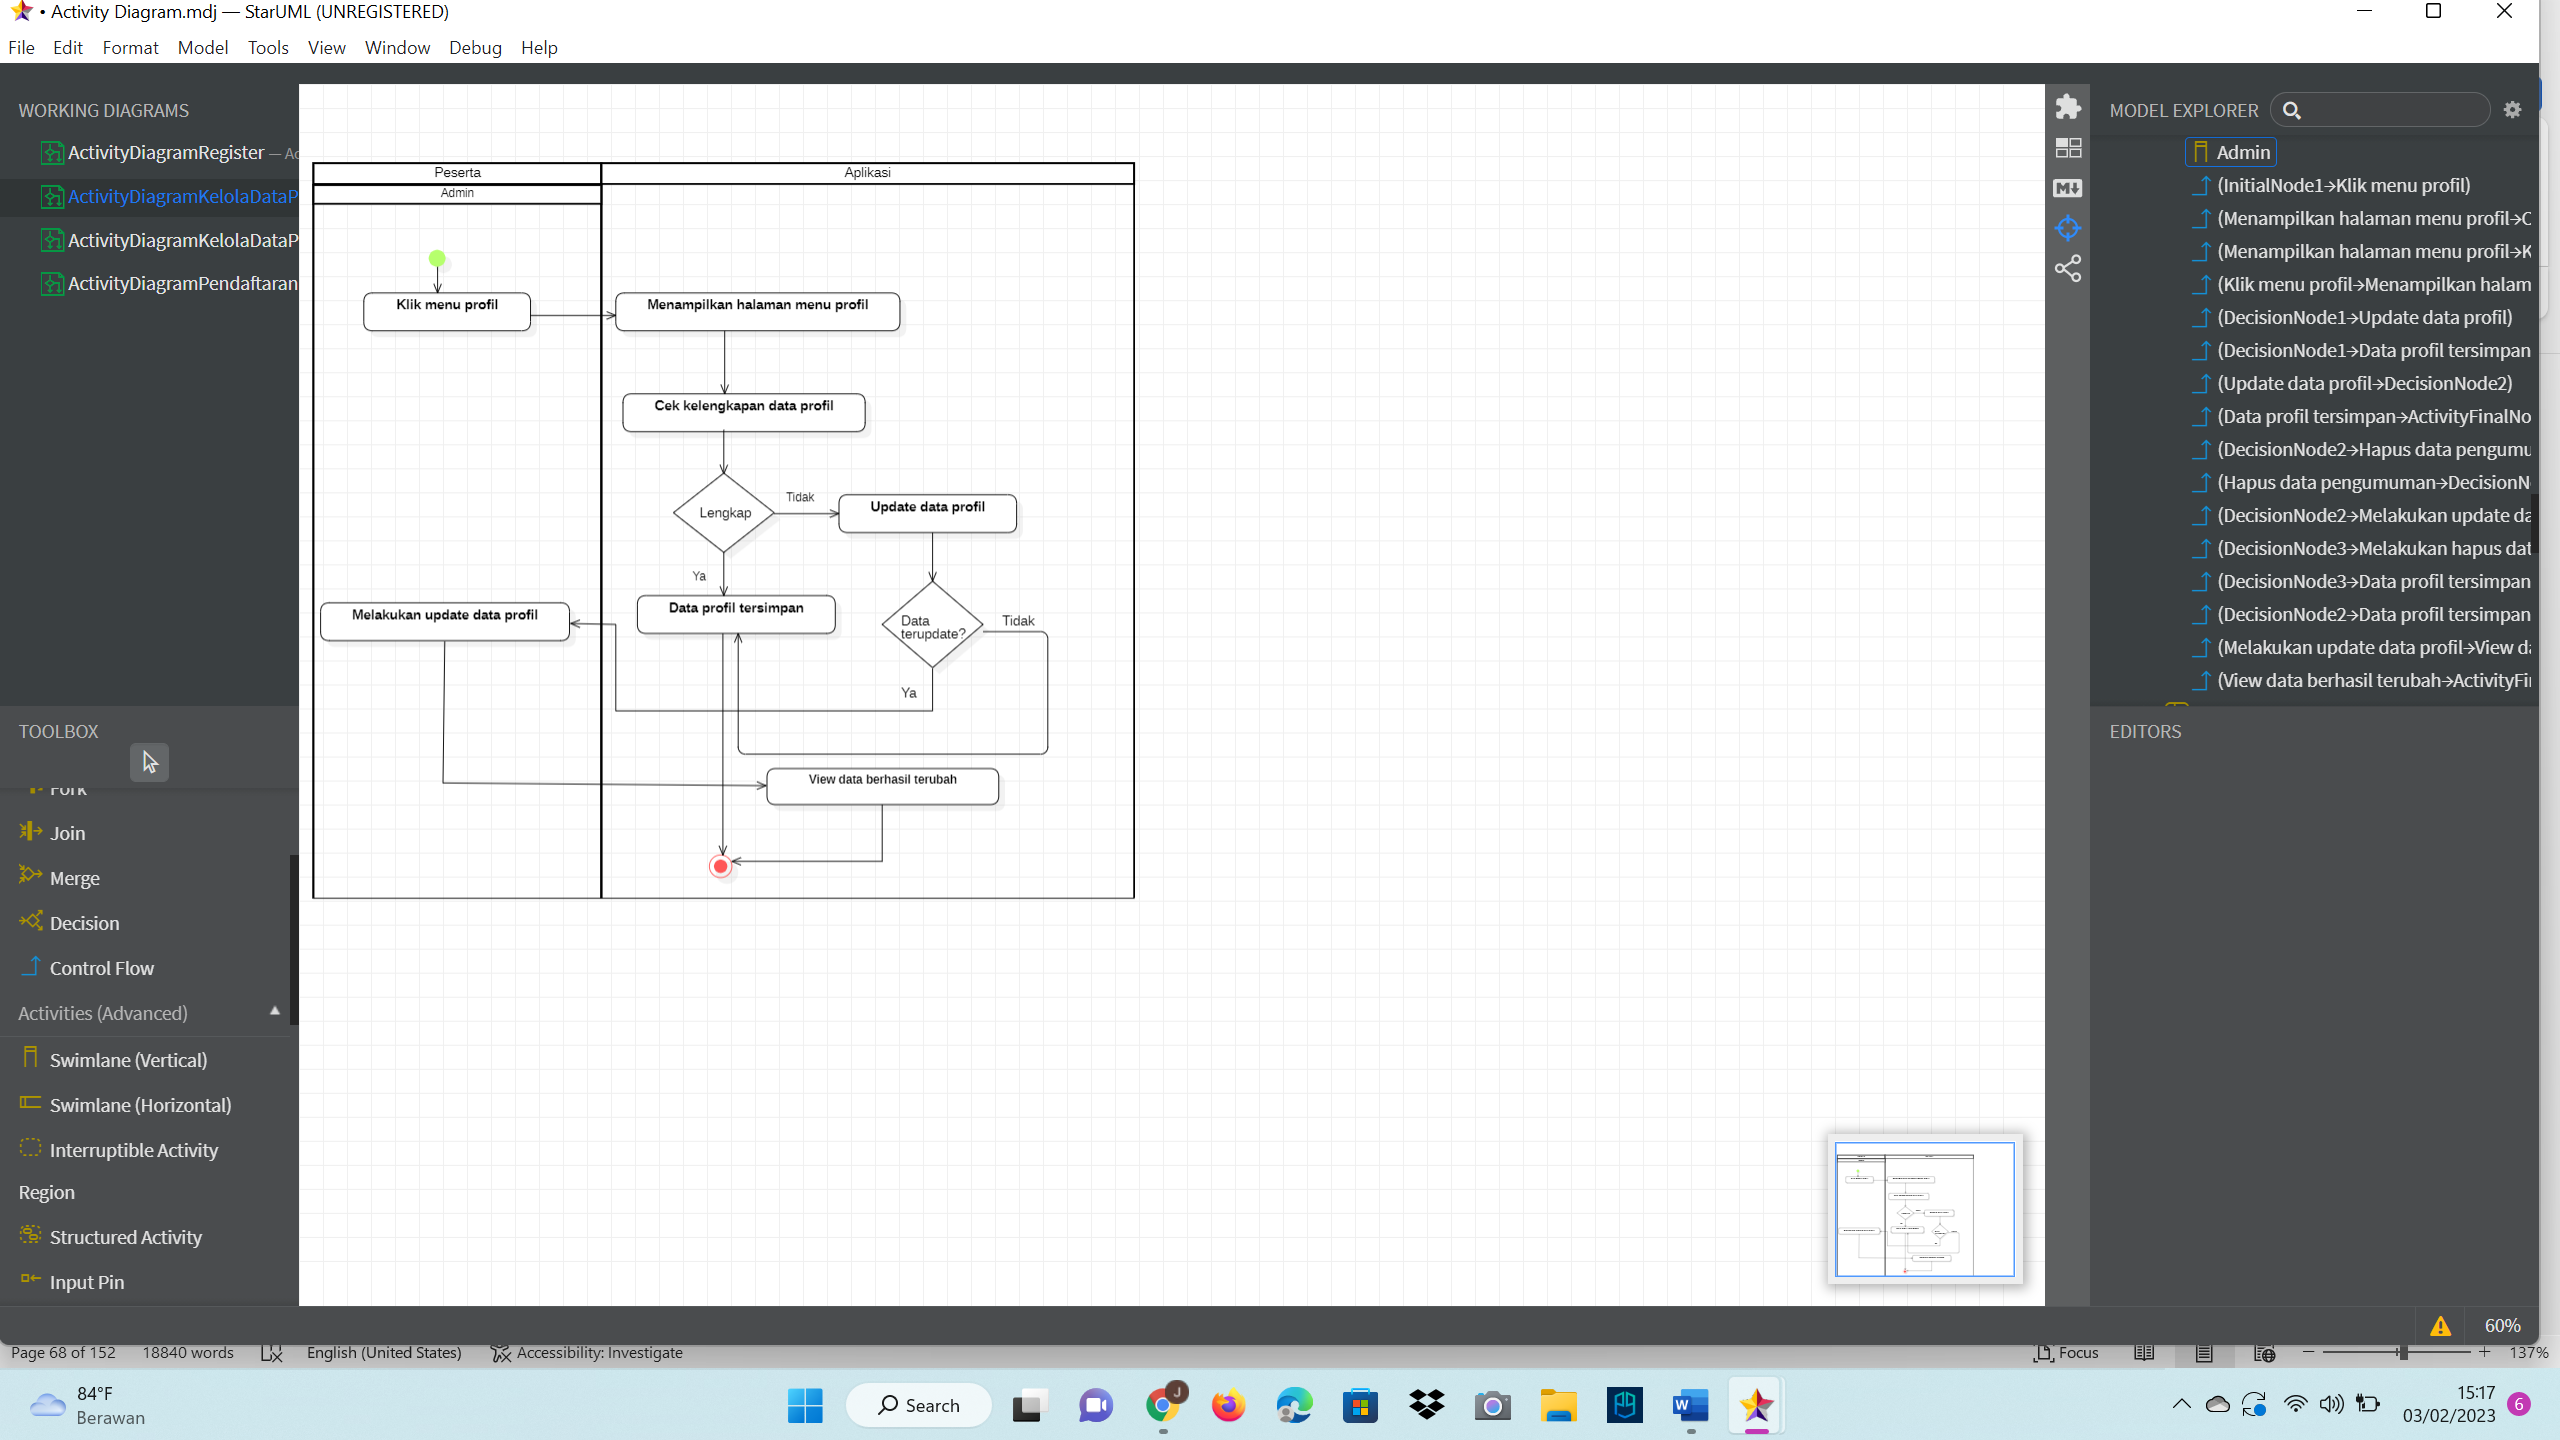 • Activity Diagram.mdj — StarUML (UNREGISTERED)
File Edit Format Model Tools View Window Debug Help
WORKING DIAGRAMS
ActivityDiagramRegister — Ac
ActivityDiagramKelolaDataP
ActivityDiagramKelolaDataP
ActivityDiagramPendaftaran
TOOLBOX
Fork
Join
Merge
Decision
Control Flow
Activities (Advanced)
Swimlane (Vertical)
Swimlane (Horizontal)
Interruptible Activity
Region
Structured Activity
Input Pin
Peserta
Aplikasi
Admin
Klik menu profil
Menampilkan halaman menu profil
Cek kelengkapan data profil
Lengkap
Tidak
Update data profil
Ya
Melakukan update data profil
Data profil tersimpan
Data
terupdate?
Tidak
Ya
View data berhasil terubah
MODEL EXPLORER
Admin
(InitialNode1→Klik menu profil)
(Menampilkan halaman menu profil→C
(Menampilkan halaman menu profil→K
(Klik menu profil→Menampilkan halam
(DecisionNode1→Update data profil)
(DecisionNode1→Data profil tersimpan
(Update data profil→DecisionNode2)
(Data profil tersimpan→ActivityFinalNo
(DecisionNode2→Hapus data pengumu
(Hapus data pengumuman→DecisionN
(DecisionNode2→Melakukan update da
(DecisionNode3→Melakukan hapus dat
(DecisionNode3→Data profil tersimpan
(DecisionNode2→Data profil tersimpan
(Melakukan update data profil→View da
(View data berhasil terubah→ActivityFin
EDITORS
60%
Page 68 of 152 18840 words English (United States) Accessibility: Investigate Focus 137%
84°F
Berawan
Search
15:17
03/02/2023
6